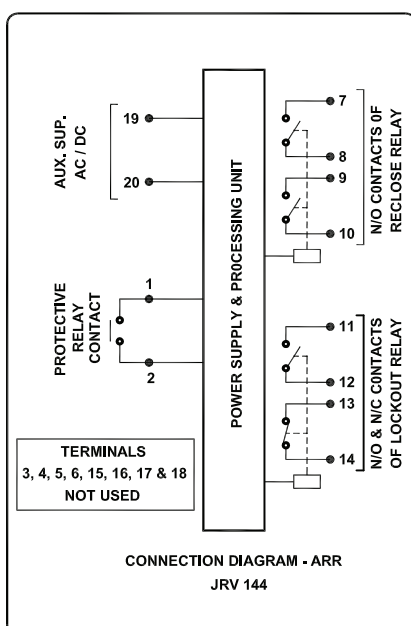 AUX. SUP.
AC / DC
19
20
PROTECTIVE
RELAY
CONTACT
1
2
POWER SUPPLY & PROCESSING UNIT
7
8
9
10
N/O CONTACTS 0F
RECLOSE RELAY
11
12
13
14
N/O & N/C CONTACTS
OF LOCKOUT RELAY
TERMINALS
3, 4, 5, 6, 15, 16, 17 & 18
NOT USED
CONNECTION DIAGRAM - ARR
JRV 144